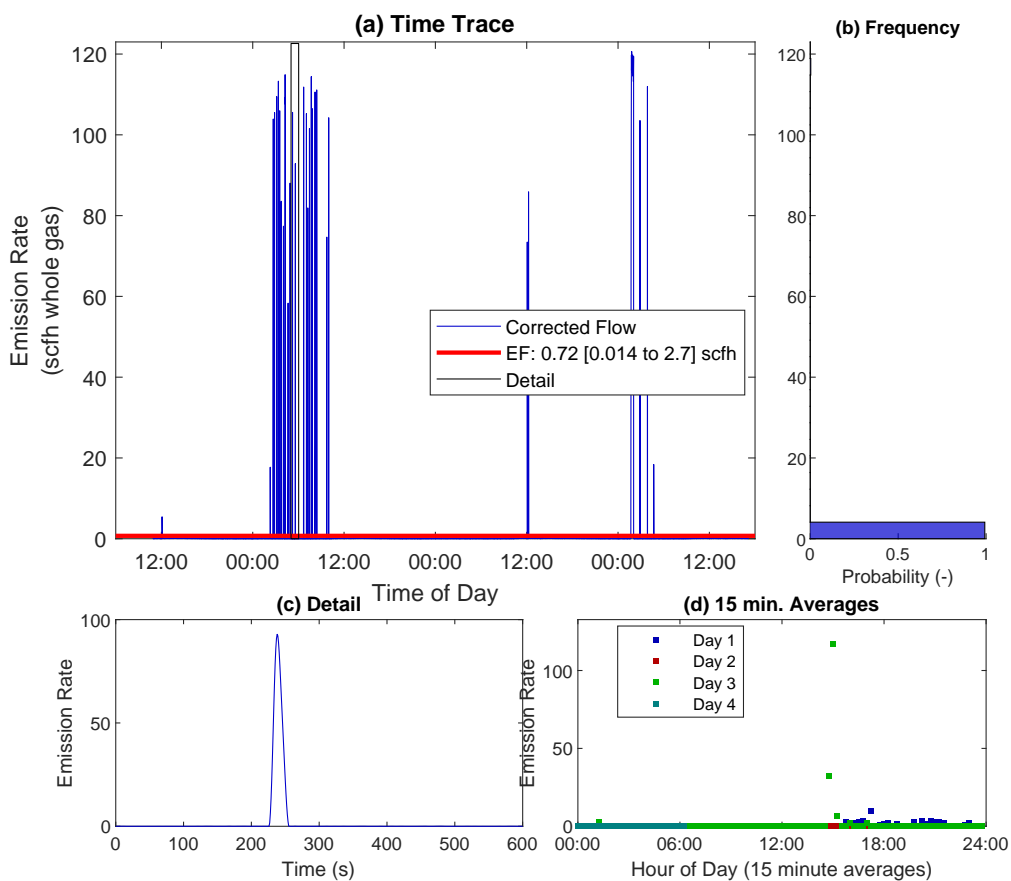 (a) Time Trace
120
100
80
60
40
20
0
Emission Rate
(scfh whole gas)
Corrected Flow
EF: 0.72 [0.014 to 2.7] scfh
Detail
12:00 00:00 12:00 00:00 12:00 00:00 12:00
Time of Day
(b) Frequency
120
100
80
60
40
20
0
0 0.5 1
Probability (-)
(c) Detail
100
50
0
Emission Rate
0 100 200 300 400 500 600
Time (s)
(d) 15 min. Averages
100
50
0
Emission Rate
Day 1
Day 2
Day 3
Day 4
00:00 06:00 12:00 18:00 24:00
Hour of Day (15 minute averages)